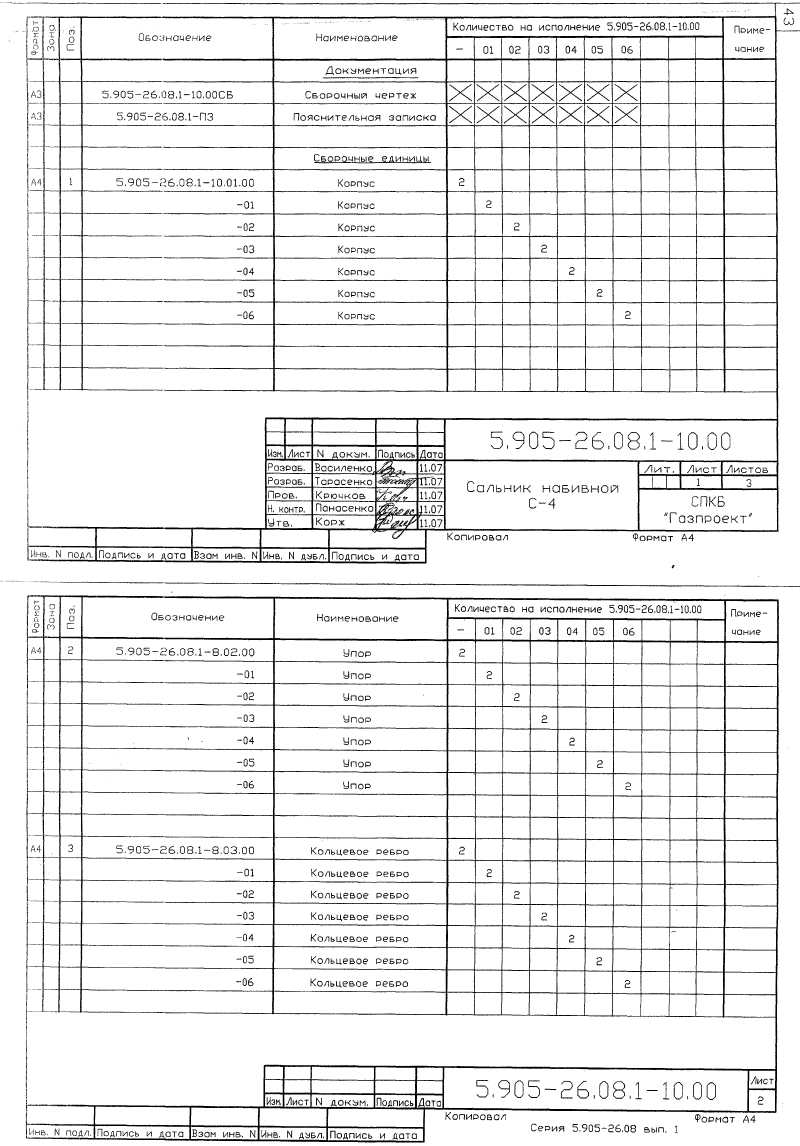 43
Формат Зона Поз. Обозначение Наименование Количество на исполнение 5.905-26.08.1-10.00 Приме-
чание
- 01 02 03 04 05 06
Документация
А3 5.905-26.08.1-10.00СБ Сборочный чертеж
А3 5.905-26.08.1-ПЗ Пояснительная записка
Сборочные единицы
А4 1 5.905-26.08.1-10.01.00 Корпус 2
-01 Корпус 2
-02 Корпус 2
-03 Корпус 2
-04 Корпус 2
-05 Корпус 2
-06 Корпус 2
5.905-26.08.1-10.00
Изм. Лист N докум. Подпись Дата
Разраб. Василенко 11.07
Разраб. Тарасенко 11.07
Пров. Крючков 11.07
Н. контр. Панасенко 11.07
Утв. Корж 11.07
Сальник набивной
С-4
Лит. Лист Листов
1 3
СПКБ
"Газпроект"
Копировал Формат А4
Инв. N подл. Подпись и дата Взам инв. N Инв. N дубл. Подпись и дата
Формат Зона Поз. Обозначение Наименование Количество на исполнение 5.905-26.08.1-10.00 Приме-
чание
- 01 02 03 04 05 06
А4 2 5.905-26.08.1-8.02.00 Упор 2
-01 Упор 2
-02 Упор 2
-03 Упор 2
-04 Упор 2
-05 Упор 2
-06 Упор 2
А4 3 5.905-26.08.1-8.03.00 Кольцевое ребро 2
-01 Кольцевое ребро 2
-02 Кольцевое ребро 2
-03 Кольцевое ребро 2
-04 Кольцевое ребро 2
-05 Кольцевое ребро 2
-06 Кольцевое ребро 2
Изм. Лист N докум. Подпись Дата
5.905-26.08.1-10.00
Лист
2
Копировал Формат А4
Инв. N подл. Подпись и дата Взам инв. N Инв. N дубл. Подпись и дата
Серия 5.905-26.08 вып. 1